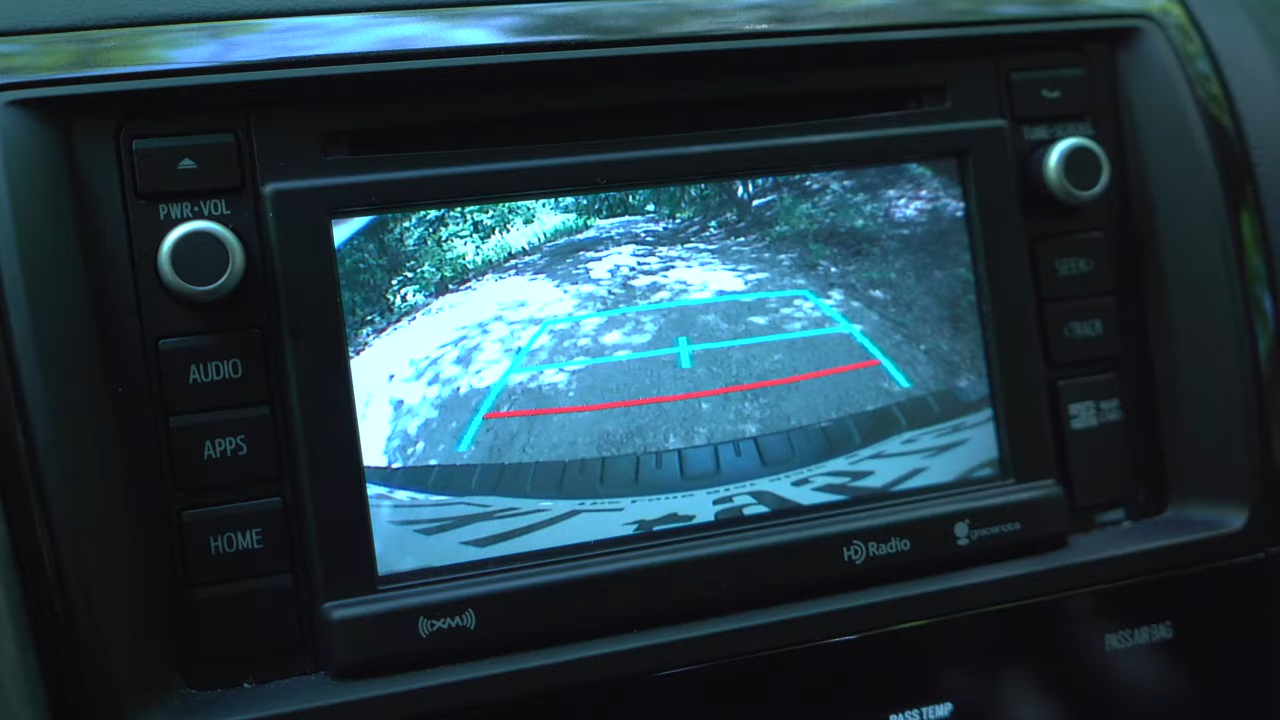 PWR•VOL
AUDIO
APPS
HOME
SEEK>
<TRACK
((XM))
HD Radio
gracenote
PASS AIR BAG
PASS TEMP